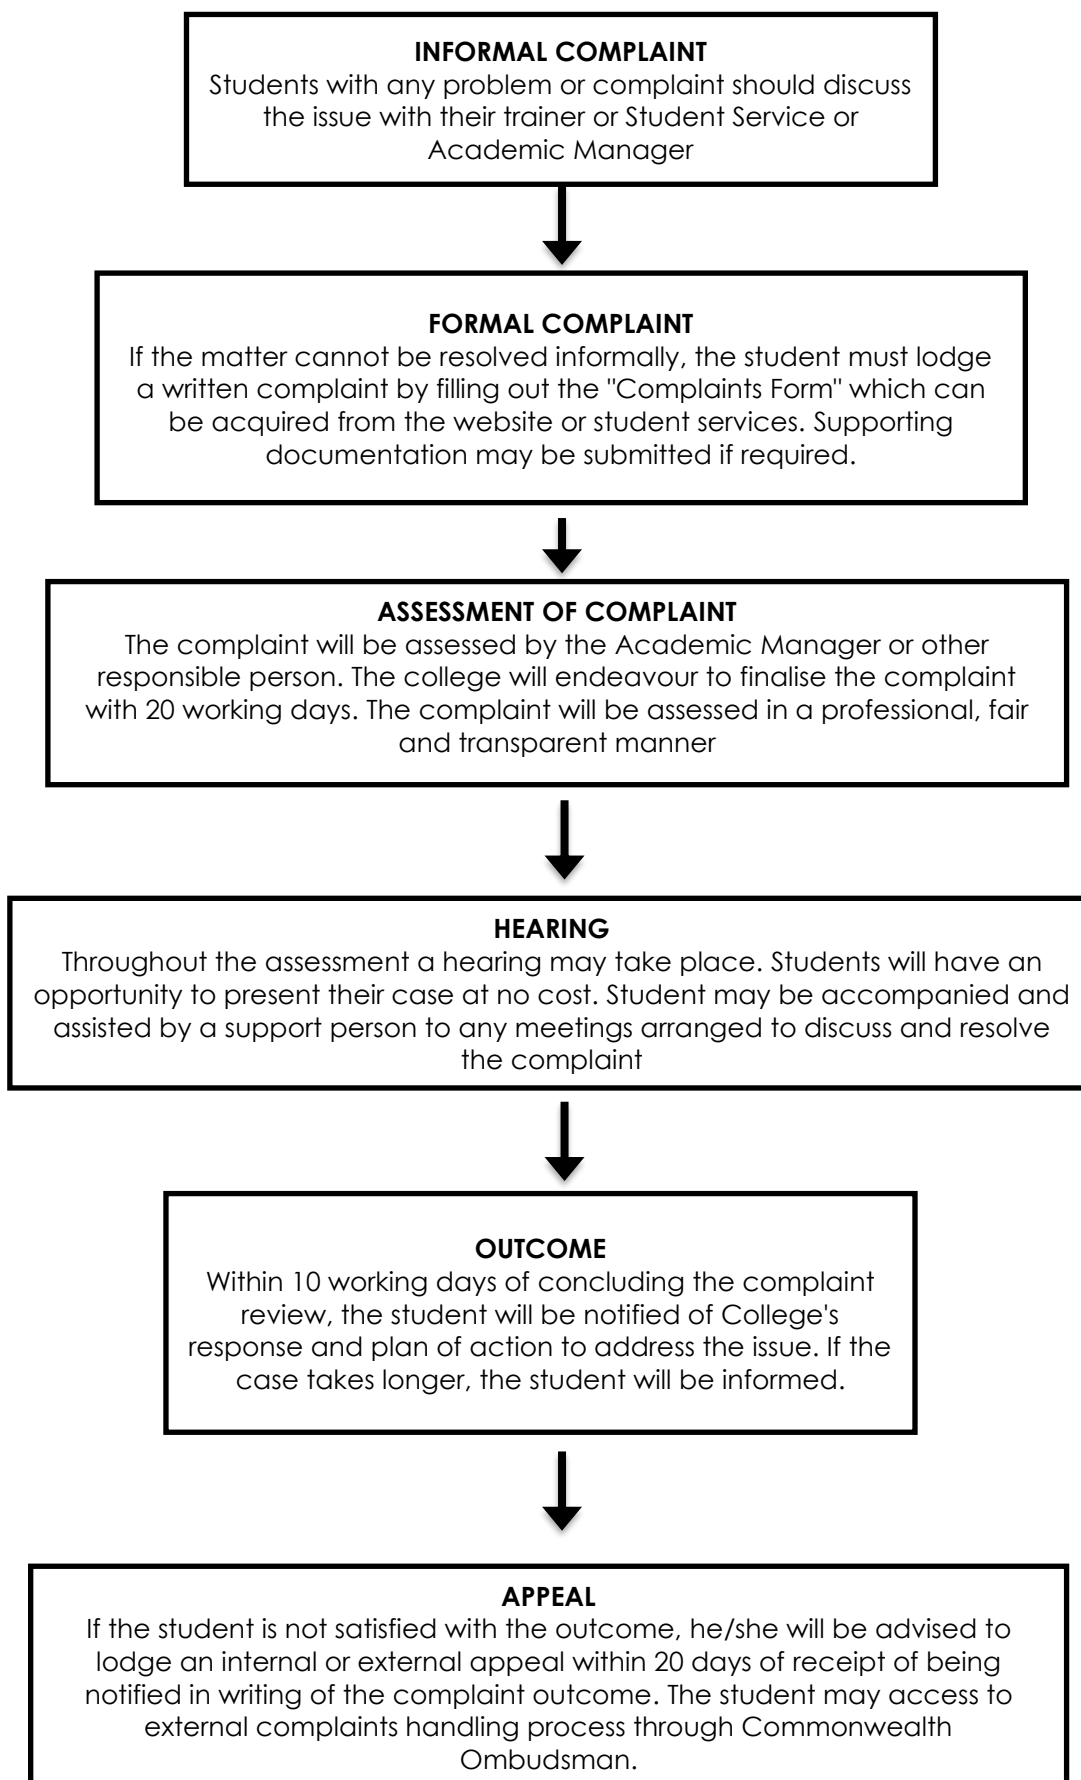 INFORMAL COMPLAINT
Students with any problem or complaint should discuss
the issue with their trainer or Student Service or
Academic Manager
FORMAL COMPLAINT
If the matter cannot be resolved informally, the student must lodge
a written complaint by filling out the "Complaints Form" which can
be acquired from the website or student services. Supporting
documentation may be submitted if required.
ASSESSMENT OF COMPLAINT
The complaint will be assessed by the Academic Manager or other
responsible person. The college will endeavour to finalise the complaint
with 20 working days. The complaint will be assessed in a professional, fair
and transparent manner
HEARING
Throughout the assessment a hearing may take place. Students will have an
opportunity to present their case at no cost. Student may be accompanied and
assisted by a support person to any meetings arranged to discuss and resolve
the complaint
OUTCOME
Within 10 working days of concluding the complaint
review, the student will be notified of College's
response and plan of action to address the issue. If the
case takes longer, the student will be informed.
APPEAL
If the student is not satisfied with the outcome, he/she will be advised to
lodge an internal or external appeal within 20 days of receipt of being
notified in writing of the complaint outcome. The student may access to
external complaints handling process through Commonwealth
Ombudsman.